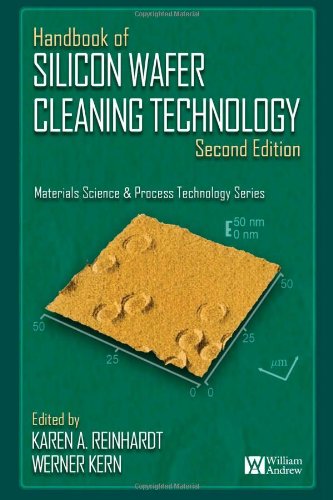 Handbook of
SILICON WAFER
CLEANING TECHNOLOGY
Second Edition
Materials Science & Process Technology Series
50 nm
0 nm
50
25
0
0
25
50
μm
Edited by
KAREN A. REINHARDT
WERNER KERN
William
Andrew